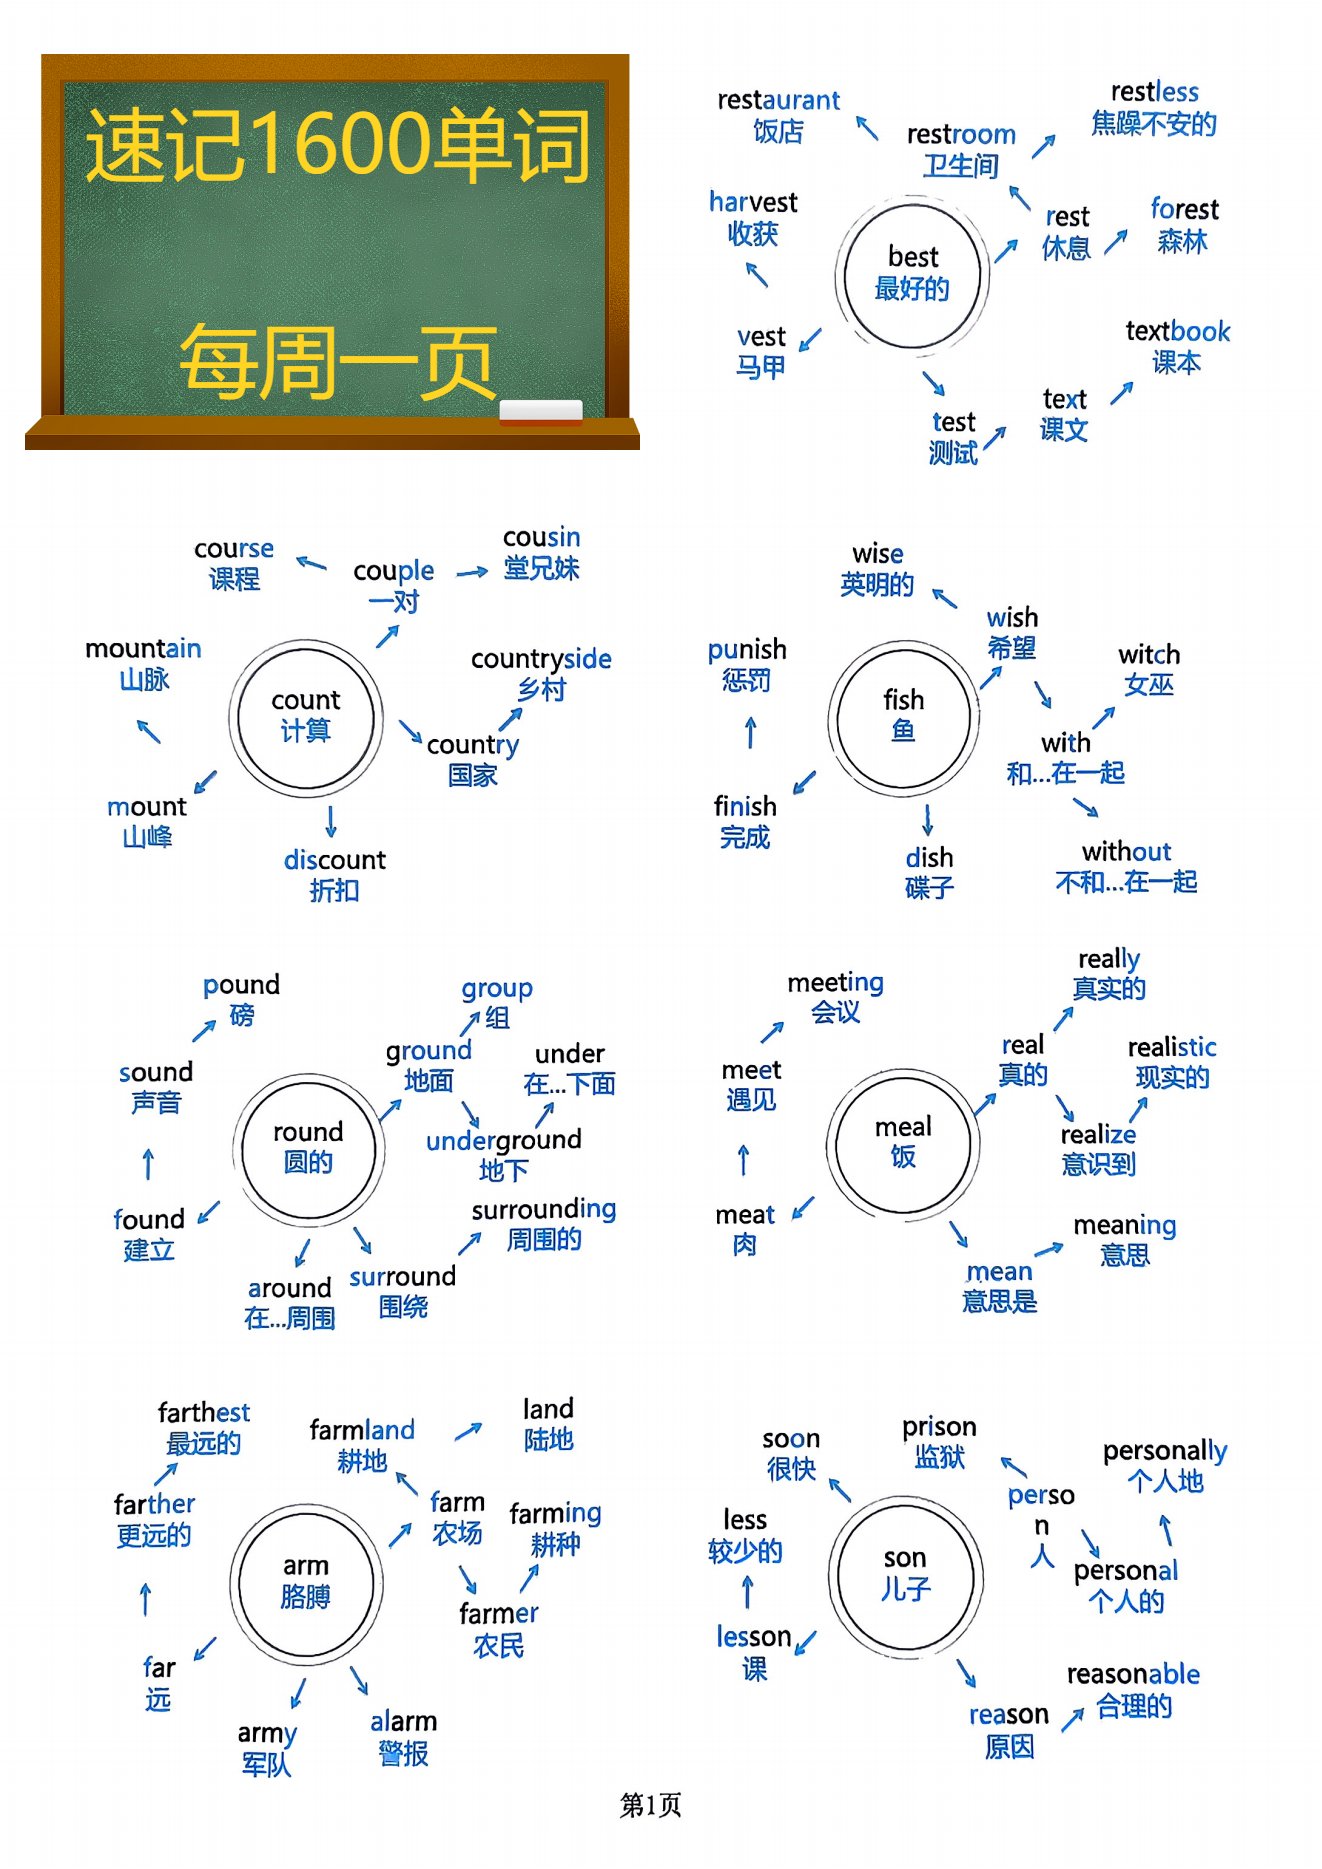 速记1600单词
每周一页
restaurant
饭店
restroom
卫生间
restless
焦躁不安的
harvest
收获
best
最好的
rest
休息
forest
森林
vest
马甲
test
测试
text
课文
textbook
课本
course
课程
couple
一对
cousin
堂兄妹
mountain
山脉
count
计算
countryside
乡村
country
国家
mount
山峰
discount
折扣
wise
英明的
wish
希望
punish
惩罚
fish
鱼
witch
女巫
with
和...在一起
finish
完成
dish
碟子
without
不和...在一起
pound
磅
group
组
sound
声音
ground
地面
under
在...下面
round
圆的
underground
地下
found
建立
surrounding
周围的
around
在...周围
surround
围绕
meeting
会议
really
真实的
meet
遇见
real
真的
realistic
现实的
meal
饭
realize
意识到
meat
肉
meaning
意思
mean
意思是
farthest
最远的
farmland
耕地
land
陆地
farther
更远的
farm
农场
farming
耕种
arm
胳膊
farmer
农民
far
远
army
军队
alarm
警报
soon
很快
prison
监狱
personally
个人地
less
较少的
perso
n
人
son
儿子
personal
个人的
lesson
课
reason
原因
reasonable
合理的
第1页